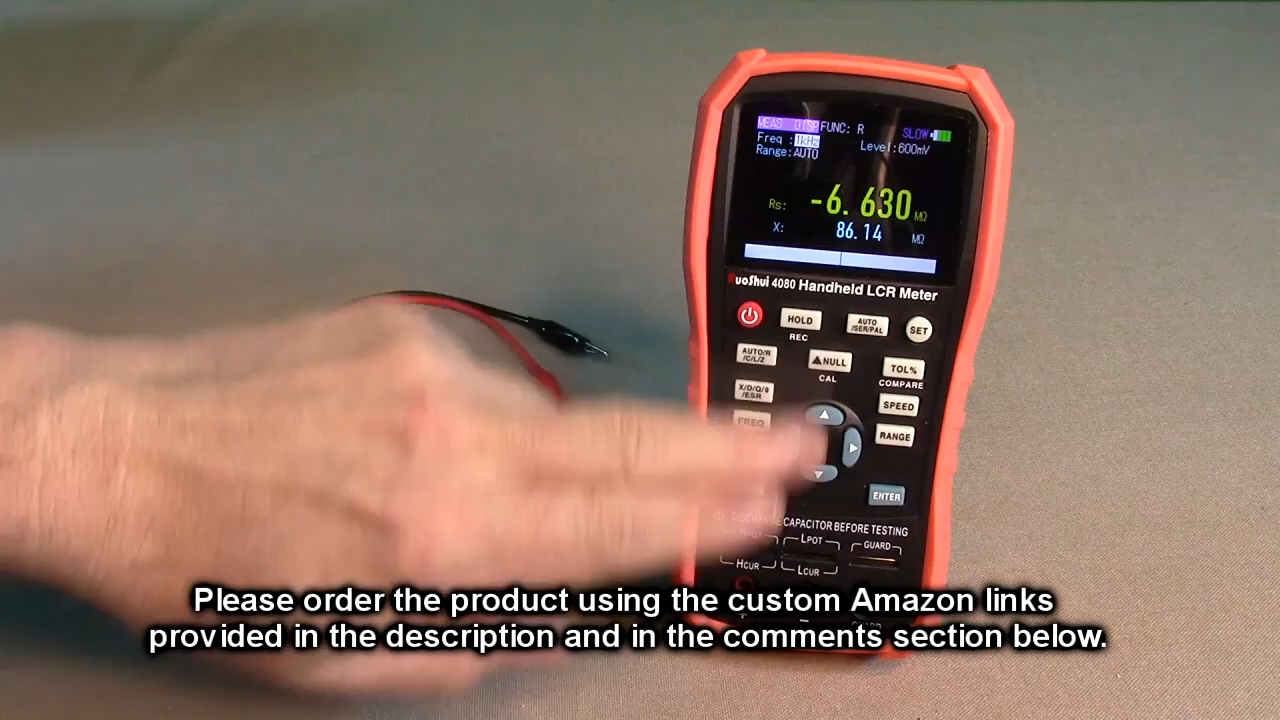 MEAS DISP FUNC: R SLOW
Freq : 1kHz Level: 600mV
Range: AUTO
Rs: -6.630 MΩ
X: 86.14 MΩ
uoShui 4080 Handheld LCR Meter
HOLD AUTO /SER/PAL SET
REC
AUTO/R /C/L/Z ▲NULL TOL%
CAL COMPARE
X/D/Q/θ /ESR SPEED
FREQ RANGE
ENTER
DISCHARGE CAPACITOR BEFORE TESTING
LPOT GUARD
HCUR LCUR
Please order the product using the custom Amazon links
provided in the description and in the comments section below.